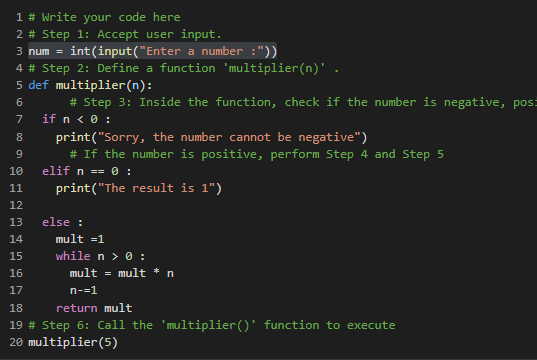 1 # Write your code here
2 # Step 1: Accept user input.
3 num = int(input("Enter a number :"))
4 # Step 2: Define a function 'multiplier(n)' .
5 def multiplier(n):
6 # Step 3: Inside the function, check if the number is negative, posi
7 if n < 0 :
8 print("Sorry, the number cannot be negative")
9 # If the number is positive, perform Step 4 and Step 5
10 elif n == 0 :
11 print("The result is 1")
12
13 else :
14 mult =1
15 while n > 0 :
16 mult = mult * n
17 n-=1
18 return mult
19 # Step 6: Call the 'multiplier()' function to execute
20 multiplier(5)